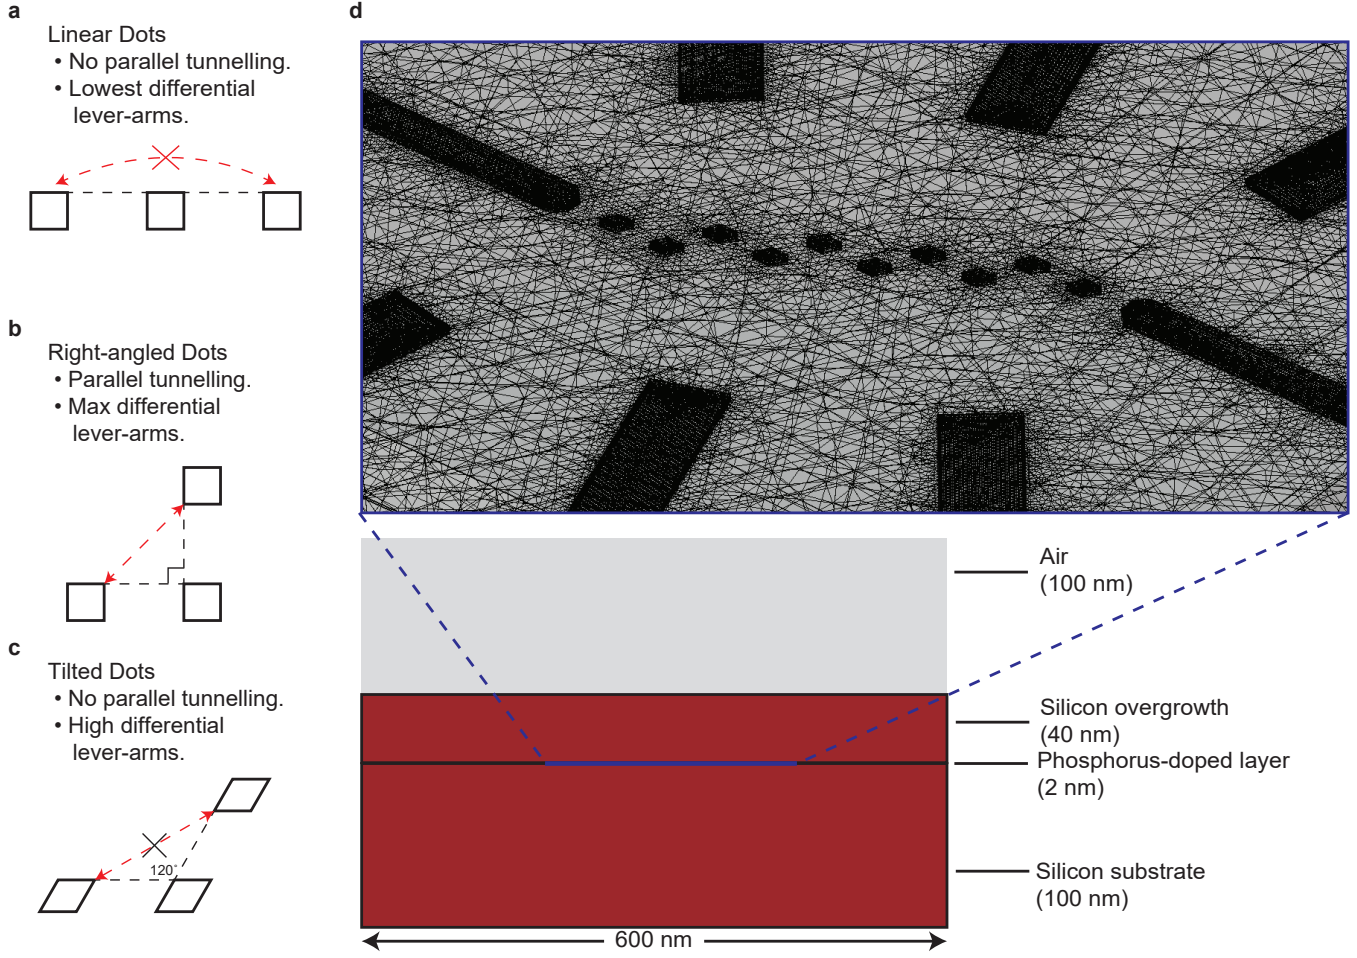 a
Linear Dots
• No parallel tunnelling.
• Lowest differential
lever-arms.
b
Right-angled Dots
• Parallel tunnelling.
• Max differential
lever-arms.
c
Tilted Dots
• No parallel tunnelling.
• High differential
lever-arms.
120°
d
Air
(100 nm)
Silicon overgrowth
(40 nm)
Phosphorus-doped layer
(2 nm)
Silicon substrate
(100 nm)
600 nm